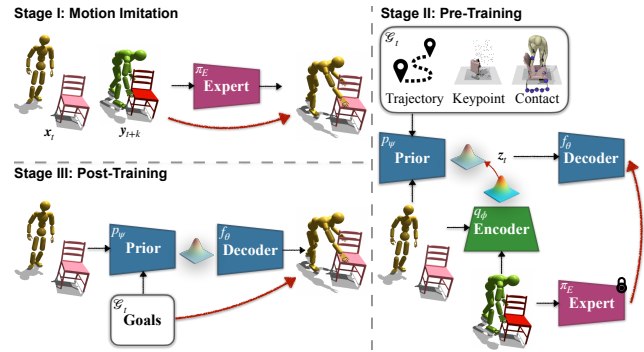 Stage I: Motion Imitation
π_E
Expert
x_t
y_{t+k}
Stage II: Pre-Training
𝒢_t
Trajectory
Keypoint
Contact
p_ψ
Prior
z_t
f_θ
Decoder
q_ϕ
Encoder
π_E
Expert
Stage III: Post-Training
p_ψ
Prior
f_θ
Decoder
𝒢_t
Goals